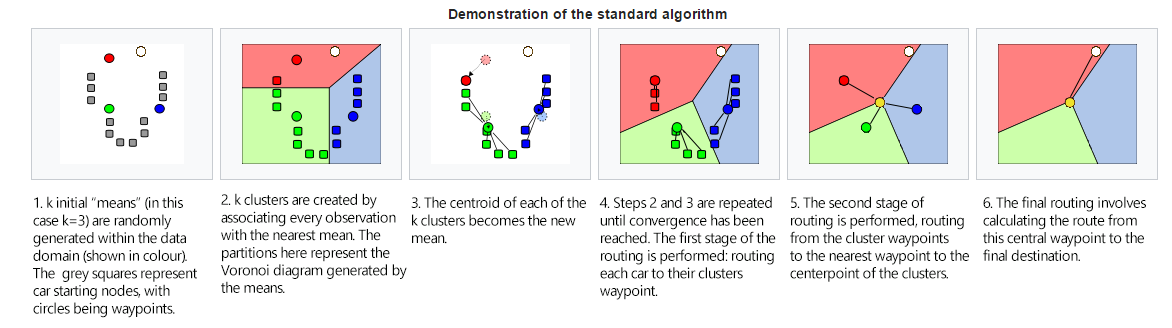 Demonstration of the standard algorithm
1. k initial “means” (in this
case k=3) are randomly
generated within the data
domain (shown in colour).
The  grey squares represent
car starting nodes, with
circles being waypoints.
2. k clusters are created by
associating every observation
with the nearest mean. The
partitions here represent the
Voronoi diagram generated by
the means.
3. The centroid of each of the
k clusters becomes the new
mean.
4. Steps 2 and 3 are repeated
until convergence has been
reached. The first stage of the
routing is performed: routing
each car to their clusters
waypoint.
5. The second stage of
routing is performed, routing
from the cluster waypoints
to the nearest waypoint to the
centerpoint of the clusters.
6. The final routing involves
calculating the route from
this central waypoint to the
final destination.